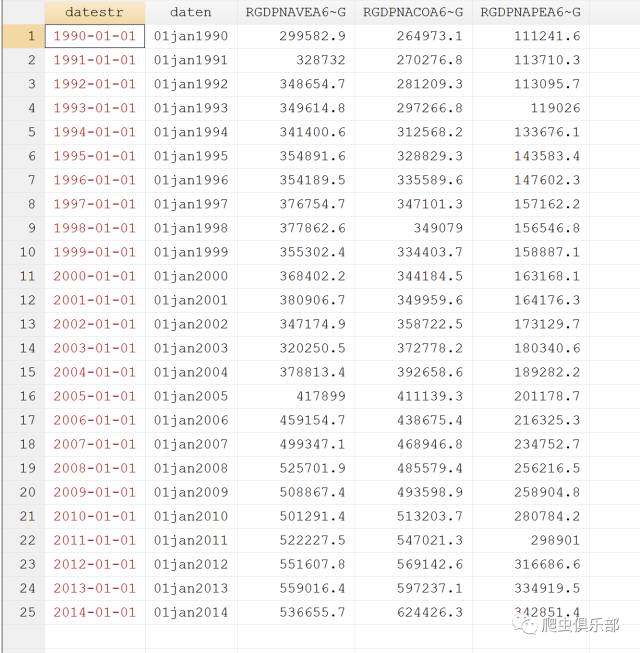 datestr daten RGDPNAVEA6~G RGDPNACOA6~G RGDPNAPEA6~G
1 1990-01-01 01jan1990 299582.9 264973.1 111241.6
2 1991-01-01 01jan1991 328732 270276.8 113710.3
3 1992-01-01 01jan1992 348654.7 281209.3 113095.7
4 1993-01-01 01jan1993 349614.8 297266.8 119026
5 1994-01-01 01jan1994 341400.6 312568.2 133676.1
6 1995-01-01 01jan1995 354891.6 328829.3 143583.4
7 1996-01-01 01jan1996 354189.5 335589.6 147602.3
8 1997-01-01 01jan1997 376754.7 347101.3 157162.2
9 1998-01-01 01jan1998 377862.6 349079 156546.8
10 1999-01-01 01jan1999 355302.4 334403.7 158887.1
11 2000-01-01 01jan2000 368402.2 344184.5 163168.1
12 2001-01-01 01jan2001 380906.7 349959.6 164176.3
13 2002-01-01 01jan2002 347174.9 358722.5 173129.7
14 2003-01-01 01jan2003 320250.5 372778.2 180340.6
15 2004-01-01 01jan2004 378813.4 392658.6 189282.2
16 2005-01-01 01jan2005 417899 411139.3 201178.7
17 2006-01-01 01jan2006 459154.7 438675.4 216325.3
18 2007-01-01 01jan2007 499347.1 468946.8 234752.7
19 2008-01-01 01jan2008 525701.9 485579.4 256216.5
20 2009-01-01 01jan2009 508867.4 493598.9 258904.8
21 2010-01-01 01jan2010 501291.4 513203.7 280784.2
22 2011-01-01 01jan2011 522227.5 547021.3 298901
23 2012-01-01 01jan2012 551607.8 569142.6 316686.6
24 2013-01-01 01jan2013 559016.4 597237.1 334919.5
25 2014-01-01 01jan2014 536655.7 624426.3 342851.4
爬虫俱乐部